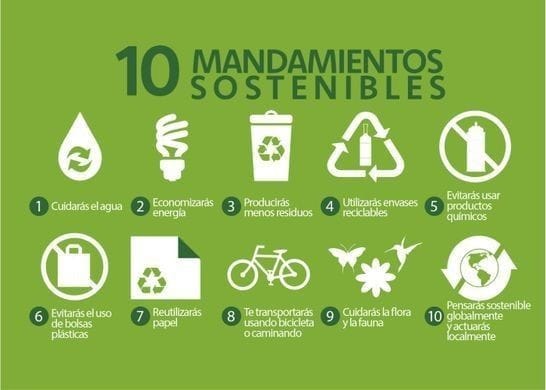 10 MANDAMIENTOS
SOSTENIBLES
1 Cuidarás el agua
2 Economizarás
energía
3 Producirás
menos residuos
4 Utilizarás envases
reciclables
5 Evitarás usar
productos
químicos
6 Evitarás el uso
de bolsas
plásticas
7 Reutilizarás
papel
8 Te transportarás
usando bicicleta
o caminando
9 Cuidarás la flora
y la fauna
10 Pensarás sostenible
globalmente
y actuarás
localmente